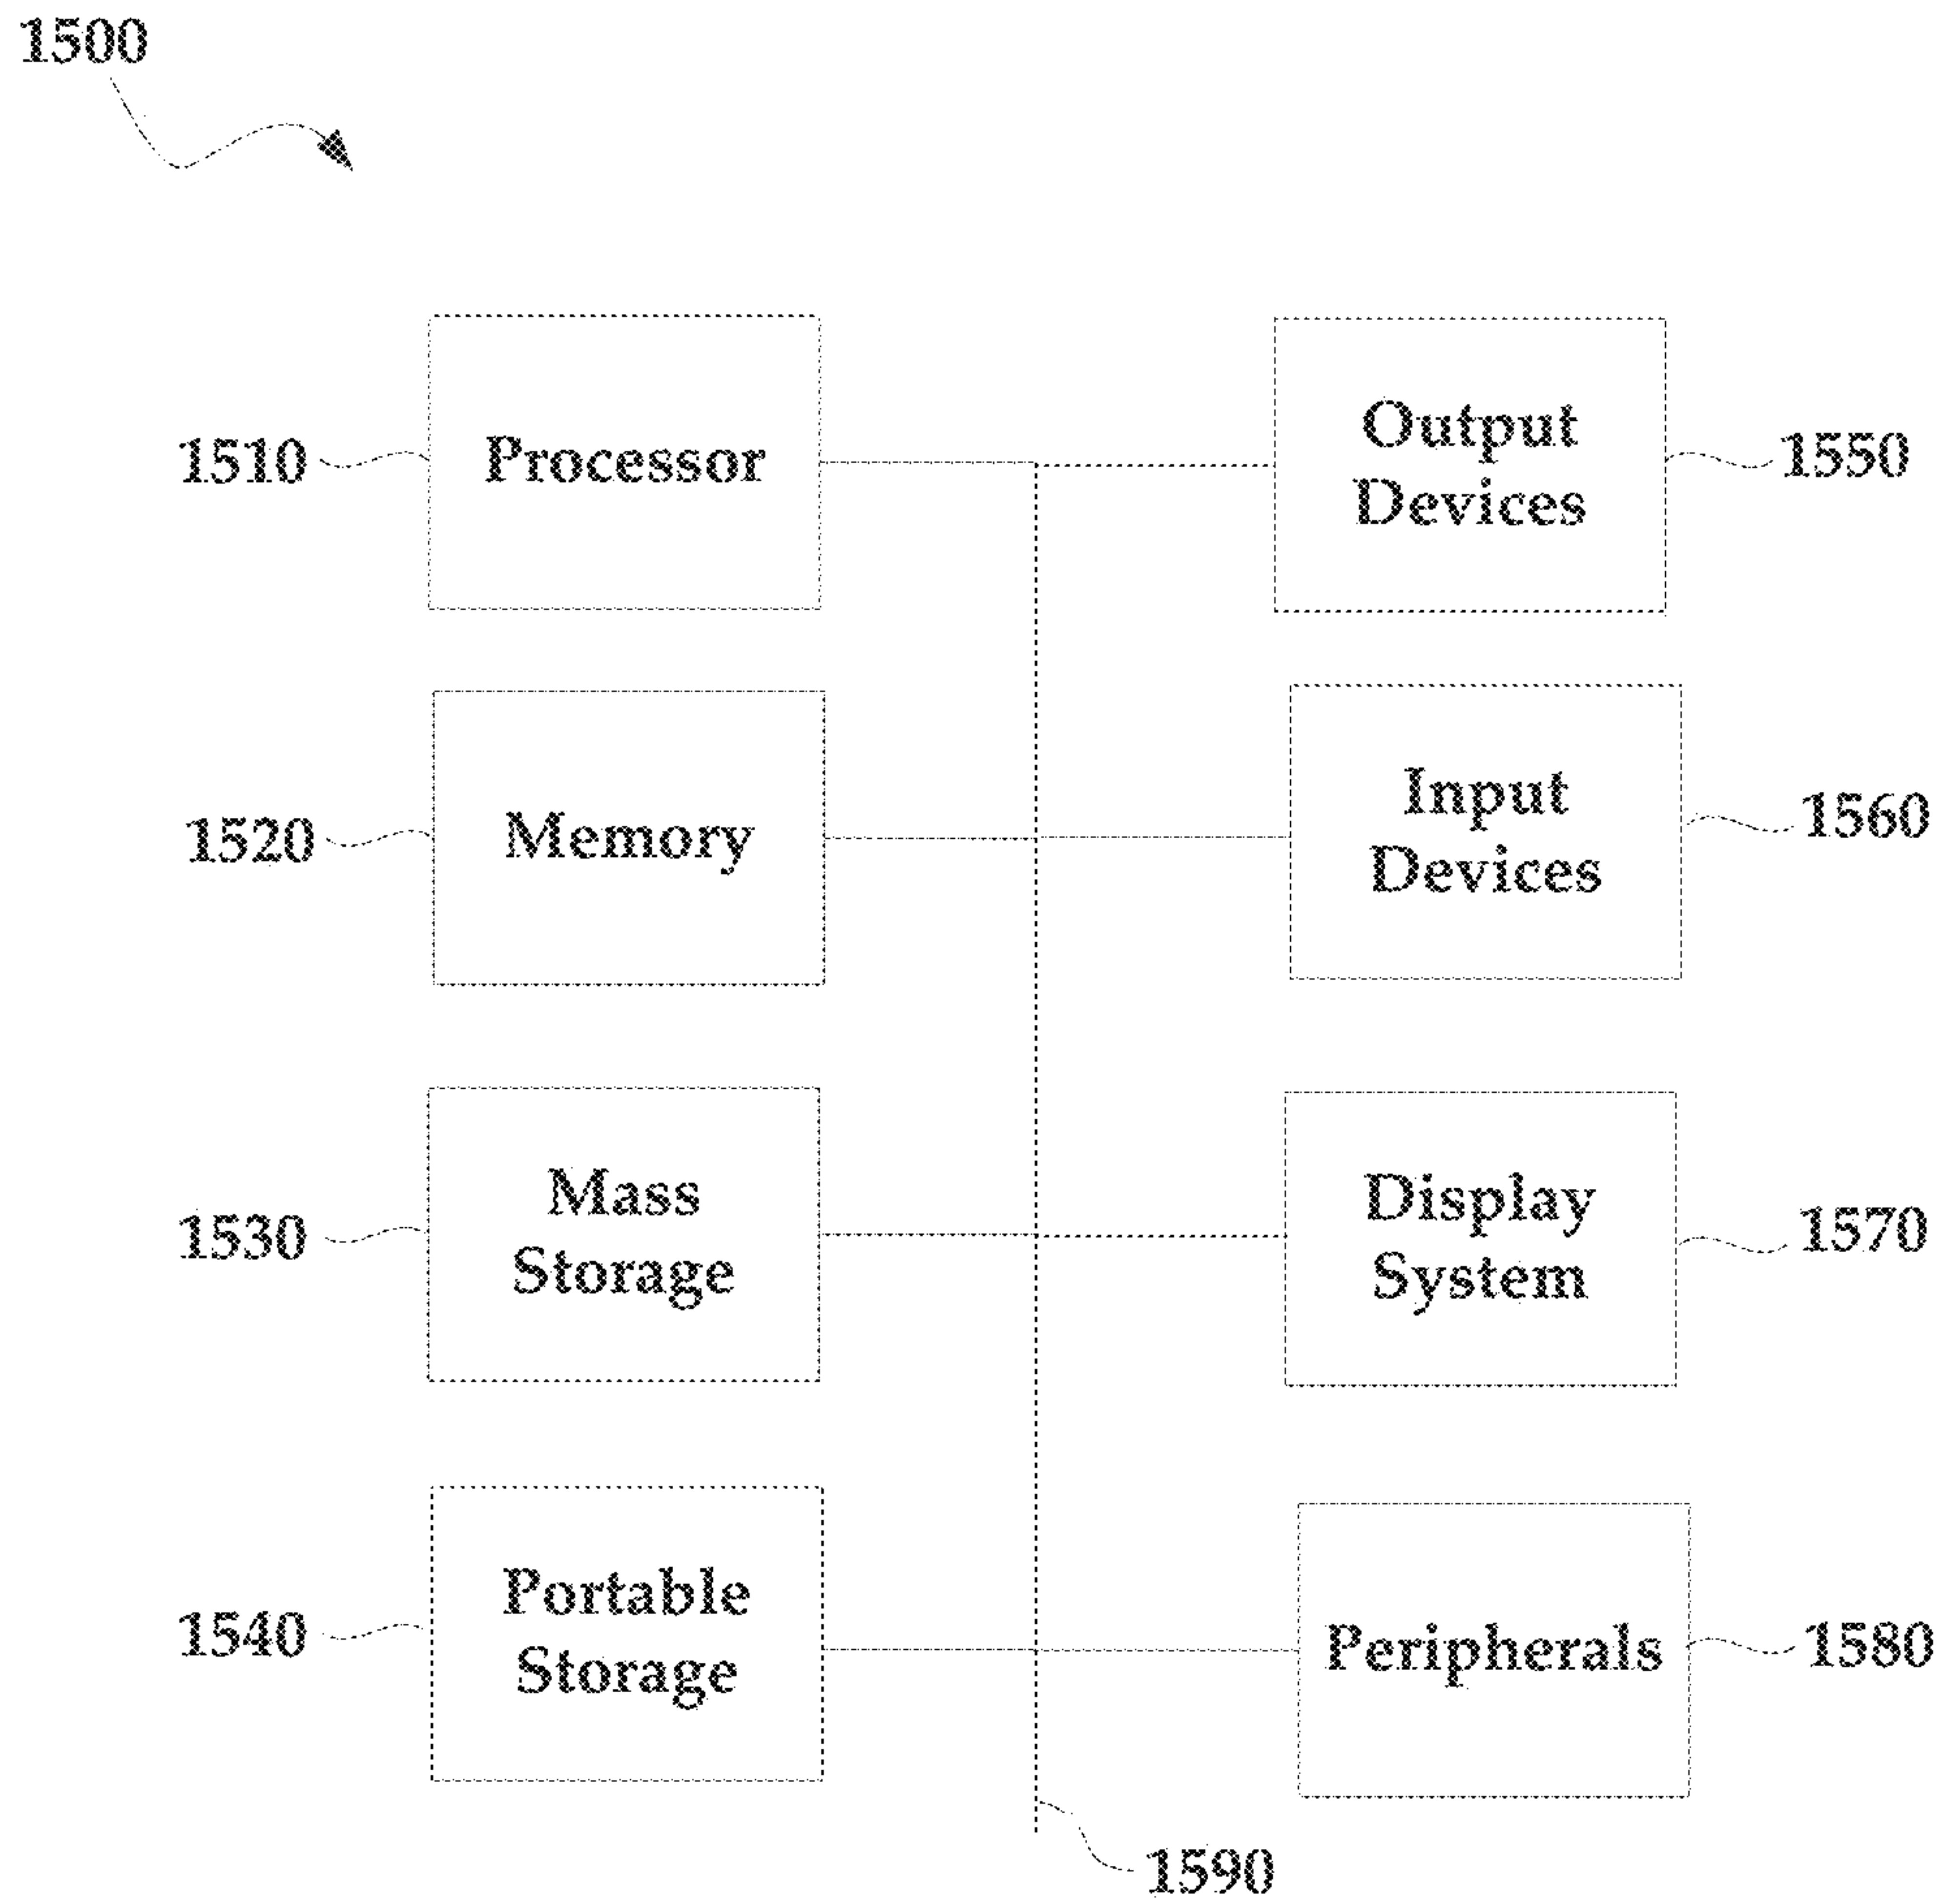 1500
1510
Processor
Output
Devices
1550
1520
Memory
Input
Devices
1560
1530
Mass
Storage
Display
System
1570
1540
Portable
Storage
Peripherals
1580
1590